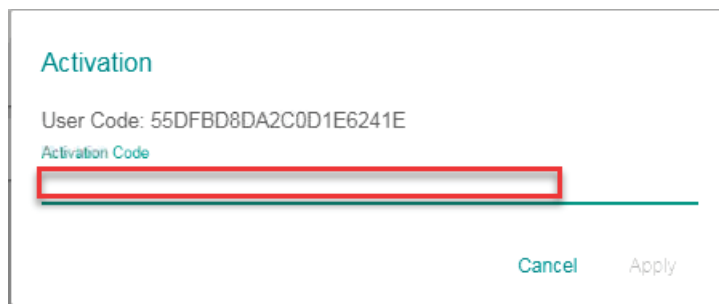 Activation
User Code: 55DFBD8DA2C0D1E6241E
Activation Code
Cancel Apply